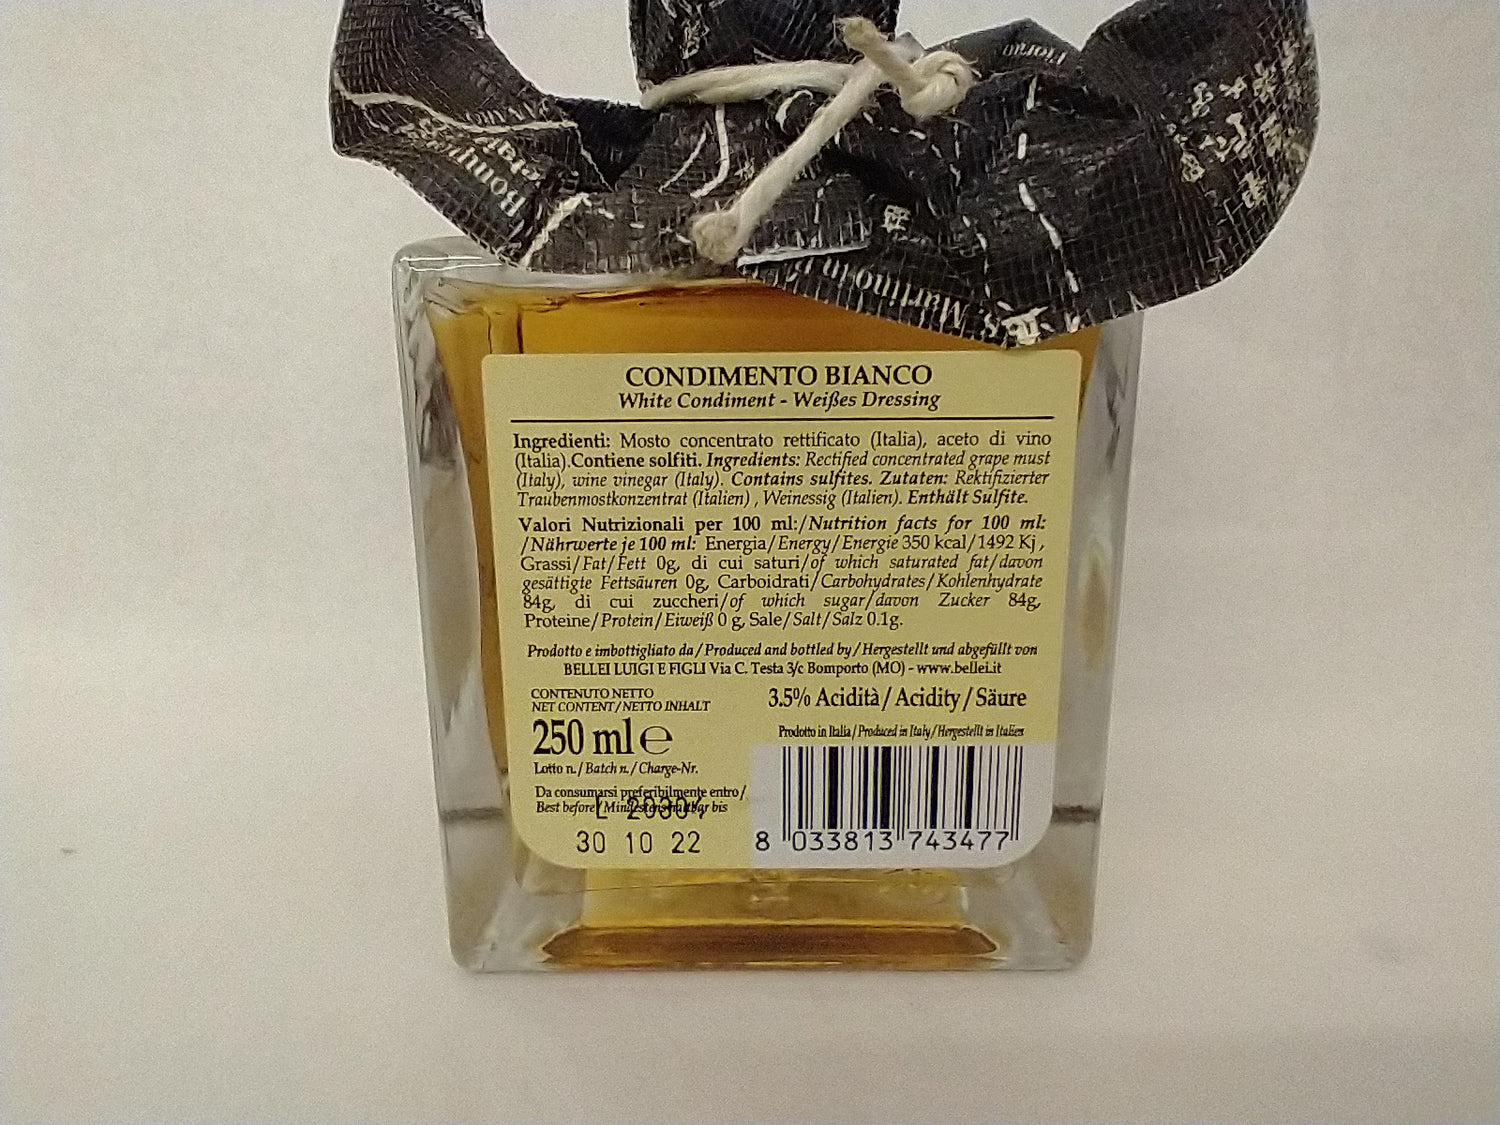 Fiorano
Bompo
S. Martino in
CONDIMENTO BIANCO
White Condiment - Weißes Dressing
Ingredienti: Mosto concentrato rettificato (Italia), aceto di vino
(Italia).Contiene solfiti. Ingredients: Rectified concentrated grape must
(Italy), wine vinegar (Italy). Contains sulfites. Zutaten: Rektifizierter
Traubenmostkonzentrat (Italien) , Weinessig (Italien). Enthält Sulfite.
Valori Nutrizionali per 100 ml:/Nutrition facts for 100 ml:
/Nährwerte je 100 ml: Energia/Energy/Energie 350 kcal/1492 Kj ,
Grassi/Fat/Fett 0g, di cui saturi/of which saturated fat/davon
gesättigte Fettsäuren 0g, Carboidrati/Carbohydrates/Kohlenhydrate
84g, di cui zuccheri/of which sugar/davon Zucker 84g,
Proteine/Protein/Eiweiß 0 g, Sale/Salt/Salz 0.1g.
Prodotto e imbottigliato da/Produced and bottled by/Hergestellt und abgefüllt von
BELLEI LUIGI E FIGLI Via C. Testa 3/c Bomporto (MO) - www.bellei.it
CONTENUTO NETTO
NET CONTENT/NETTO INHALT
250 ml ℮
3.5% Acidità/Acidity/Säure
Prodotto in Italia/Produced in Italy/Hergestellt in Italien
Lotto n./Batch n./Charge-Nr.
Da consumarsi preferibilmente entro/
Best before/Mindestens haltbar bis
L 20304
30 10 22
8 033813 743477